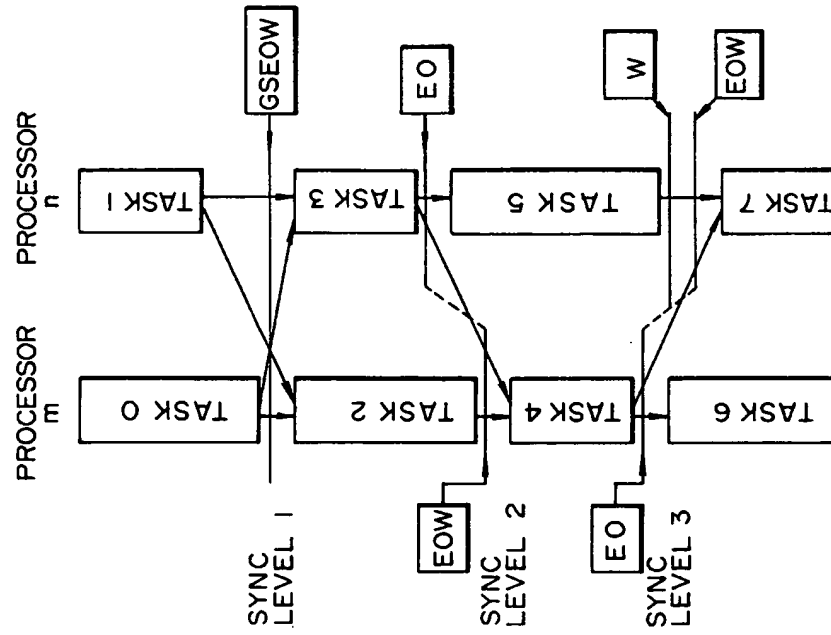 PROCESSOR
m
PROCESSOR
n
TASK 0
TASK 1
GSEOW
SYNC
LEVEL 1
TASK 2
TASK 3
EO
EOW
SYNC
LEVEL 2
TASK 4
TASK 5
W
EO
SYNC
LEVEL 3
EOW
TASK 6
TASK 7